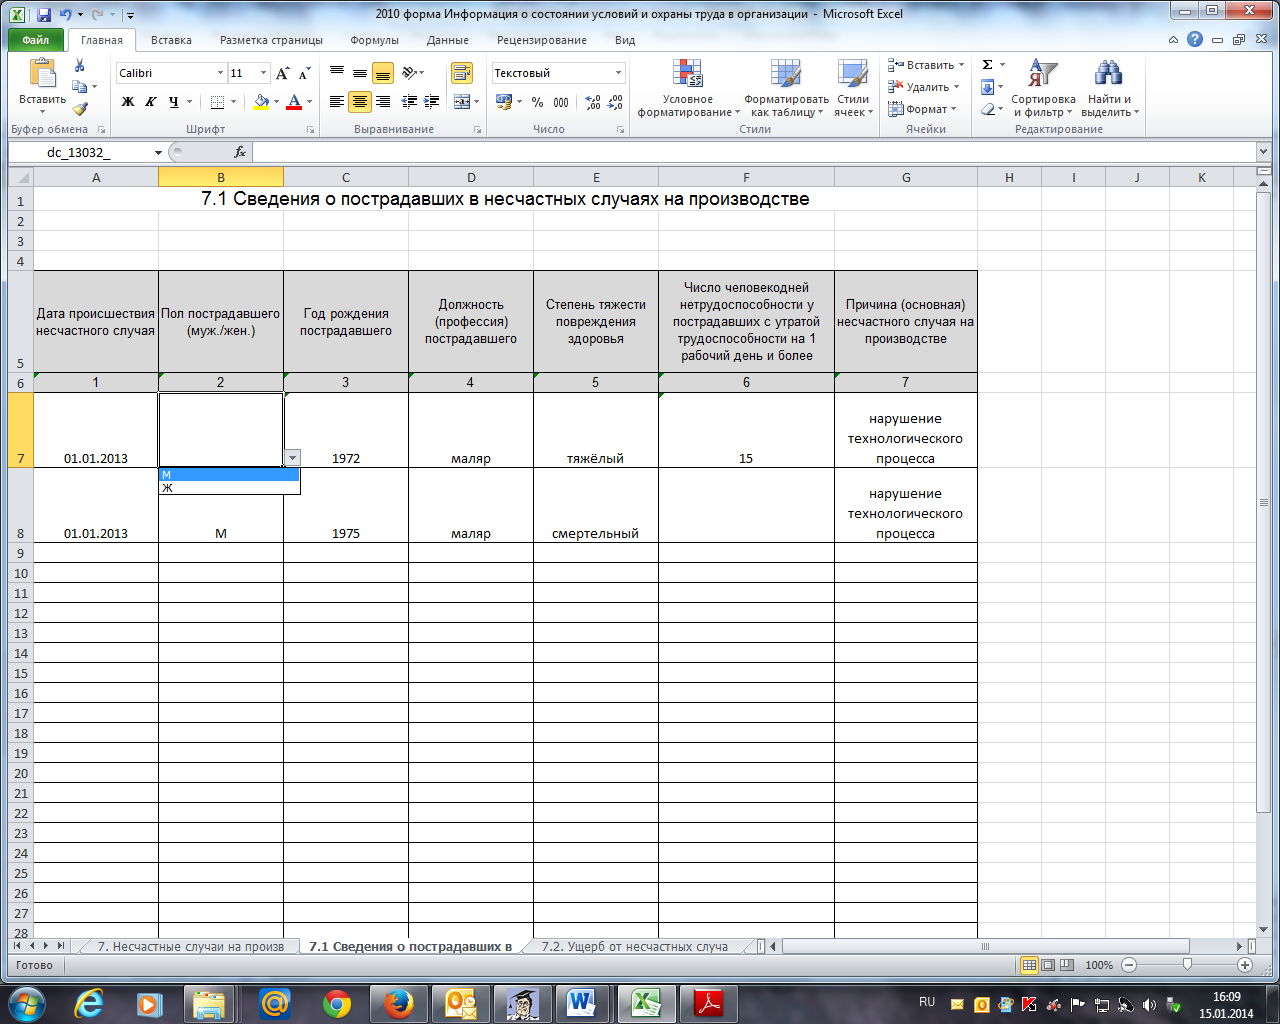 2010 форма Информация о состоянии условий и охраны труда в организации - Microsoft Excel
Файл Главная Вставка Разметка страницы Формулы Данные Рецензирование Вид
Вставить
Буфер обмена
Calibri 11
Ж К Ч
Шрифт
Выравнивание
Текстовый
% 000 ,00 ,00
Число
Условное форматирование
Форматировать как таблицу
Стили ячеек
Стили
Вставить
Удалить
Формат
Ячейки
Σ
Сортировка и фильтр
Найти и выделить
Редактирование
dc_13032_ fx
A B C D E F G H I J K
1 7.1 Сведения о пострадавших в несчастных случаях на производстве
2
3
4
5 Дата происшествия несчастного случая Пол пострадавшего (муж./жен.) Год рождения пострадавшего Должность (профессия) пострадавшего Степень тяжести повреждения здоровья Число человекодней нетрудоспособности у пострадавших с утратой трудоспособности на 1 рабочий день и более Причина (основная) несчастного случая на производстве
6 1 2 3 4 5 6 7
7 01.01.2013 1972 маляр тяжёлый 15 нарушение технологического процесса
М
Ж
8 01.01.2013 М 1975 маляр смертельный нарушение технологического процесса
9
10
11
12
13
14
15
16
17
18
19
20
21
22
23
24
25
26
27
28
7. Несчастные случаи на произв 7.1 Сведения о пострадавших в 7.2. Ущерб от несчастных случа
Готово 100%
RU 16:09
15.01.2014